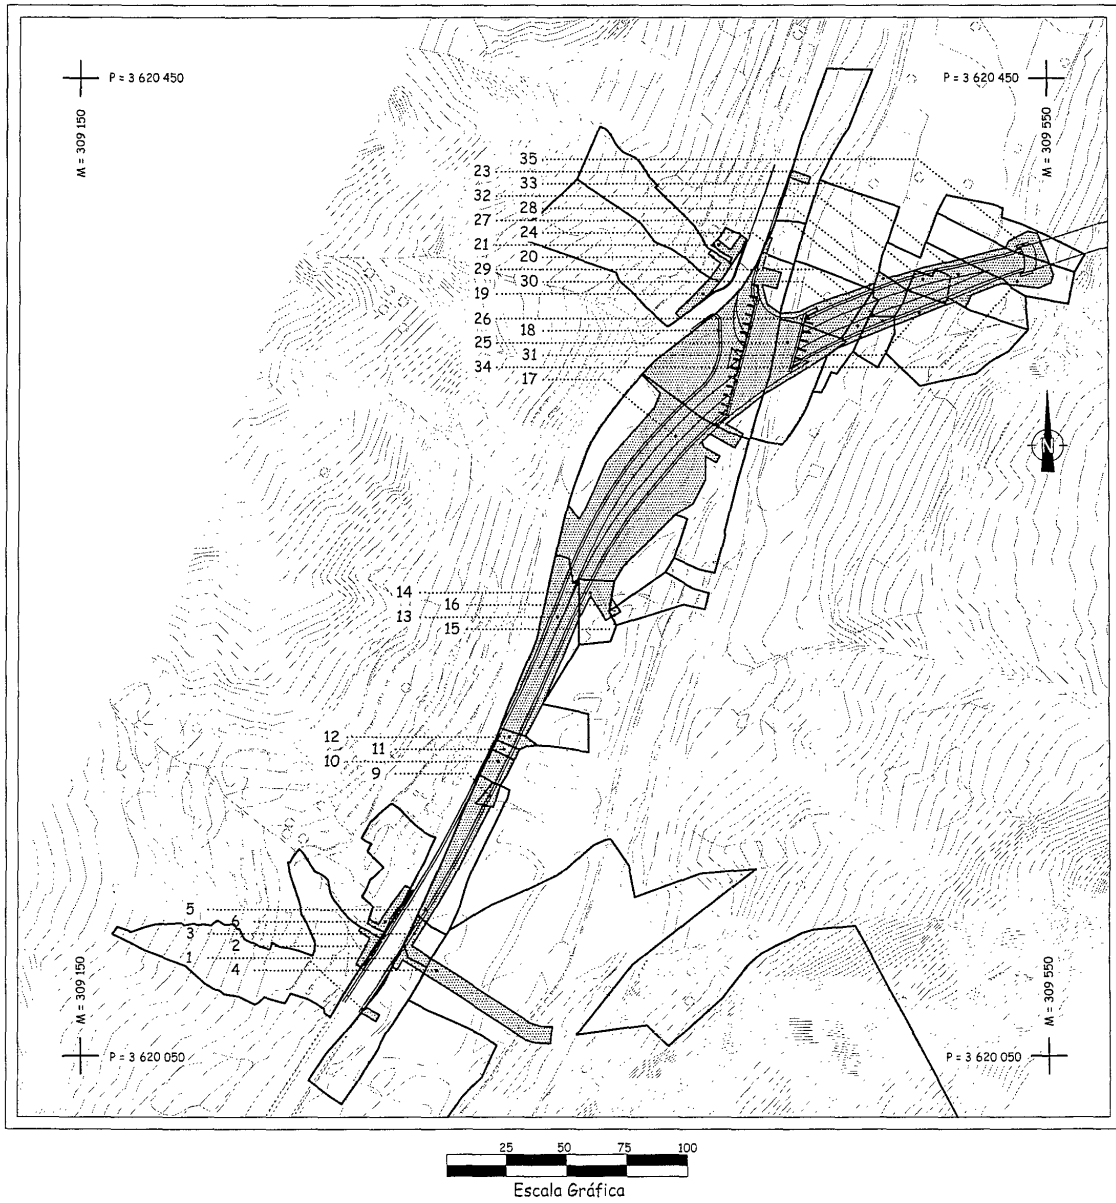 P = 3 620 450
P = 3 620 450
M = 309 150
M = 309 550
35
23
33
32
28
27
24
21
20
29
30
19
26
18
25
31
34
17
14
16
13
15
12
11
10
9
5
6
3
2
1
4
M = 309 150
M = 309 550
P = 3 620 050
P = 3 620 050
N
25 50 75 100
Escala Gráfica